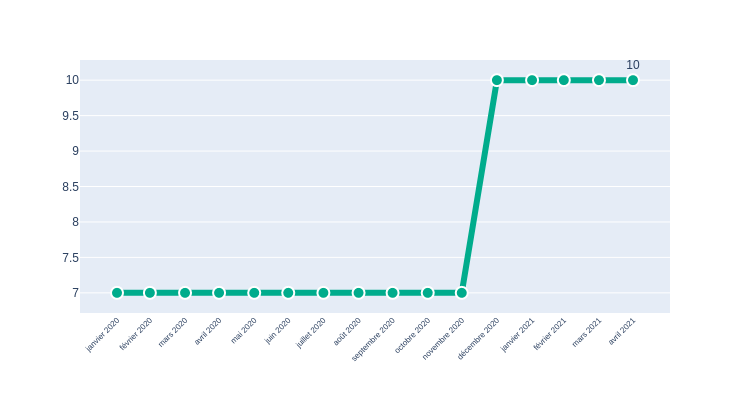 10
10
9.5
9
8.5
8
7.5
7
janvier 2020
février 2020
mars 2020
avril 2020
mai 2020
juin 2020
juillet 2020
août 2020
septembre 2020
octobre 2020
novembre 2020
décembre 2020
janvier 2021
février 2021
mars 2021
avril 2021